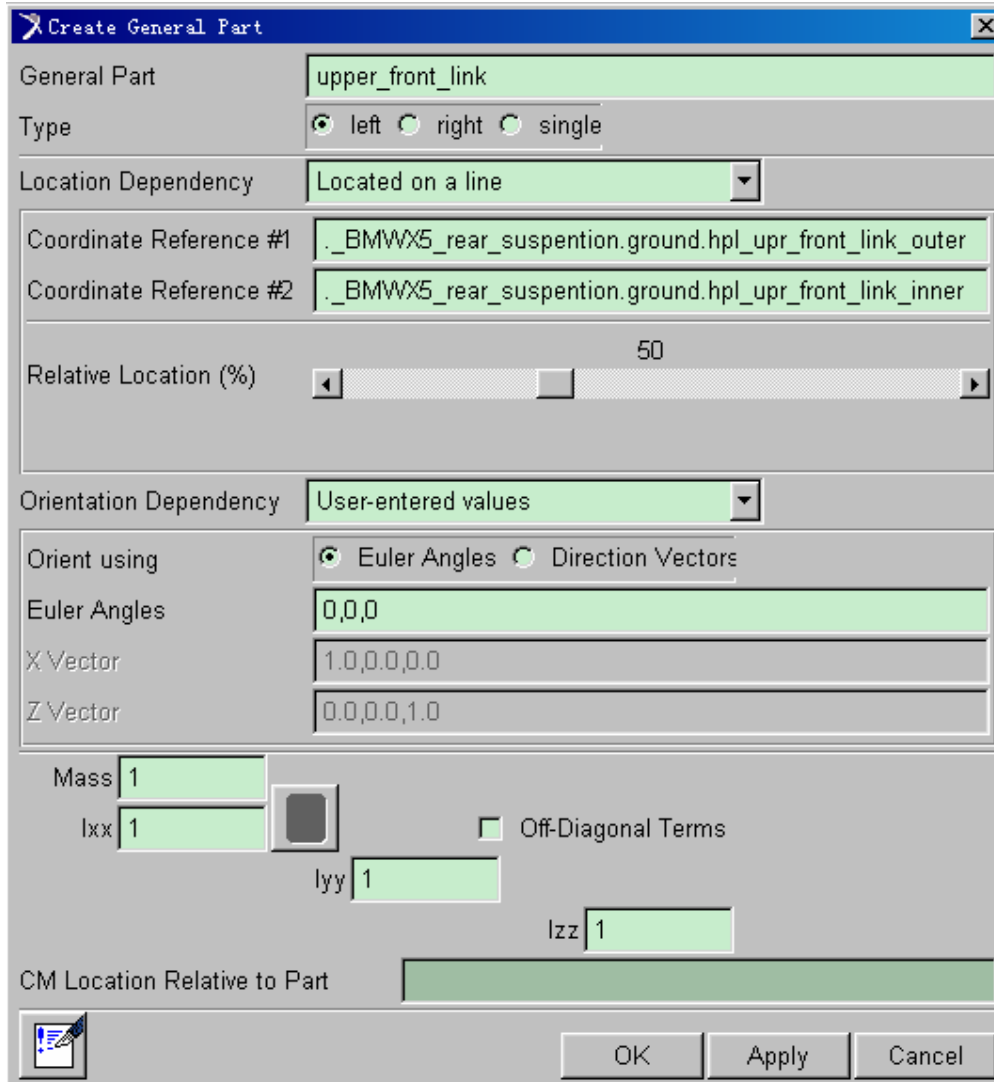 Create General Part
General Part upper_front_link
Type left right single
Location Dependency Located on a line
Coordinate Reference #1 ._BMWX5_rear_suspention.ground.hpl_upr_front_link_outer
Coordinate Reference #2 ._BMWX5_rear_suspention.ground.hpl_upr_front_link_inner
50
Relative Location (%)
Orientation Dependency User-entered values
Orient using Euler Angles Direction Vectors
Euler Angles 0,0,0
X Vector 1.0,0.0,0.0
Z Vector 0.0,0.0,1.0
Mass 1
Ixx 1
Off-Diagonal Terms
Iyy 1
Izz 1
CM Location Relative to Part
OK Apply Cancel